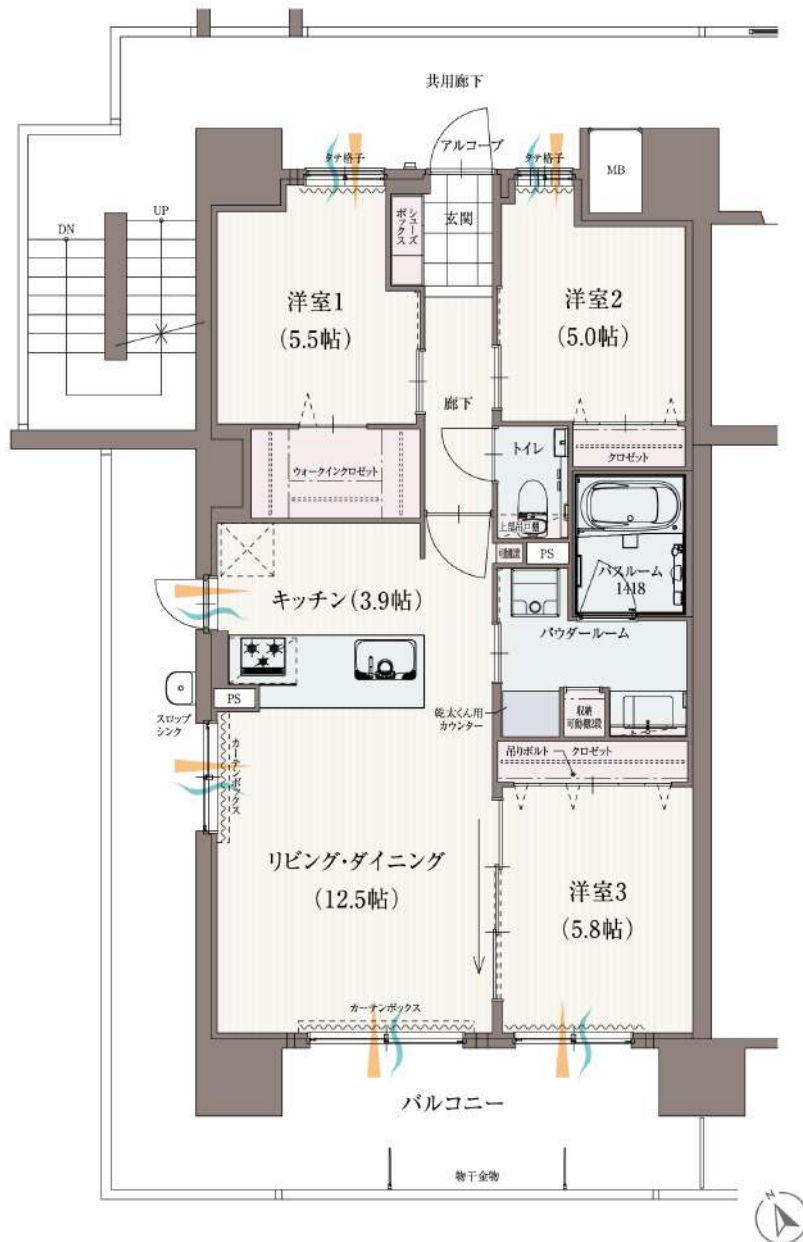 共用廊下
タテ格子
アルコーブ
タテ格子
MB
UP
DN
シューズ
ボックス
玄関
洋室1
(5.5帖)
洋室2
(5.0帖)
廊下
トイレ
ウォークインクロゼット
クロゼット
上部吊戸棚
可動棚
PS
バスルーム
1418
キッチン(3.9帖)
パウダールーム
PS
スロップ
シンク
乾太くん用
カウンター
収納
可動棚2段
吊りボルト
クロゼット
カーテンボックス
リビング・ダイニング
(12.5帖)
洋室3
(5.8帖)
カーテンボックス
バルコニー
物干金物
N